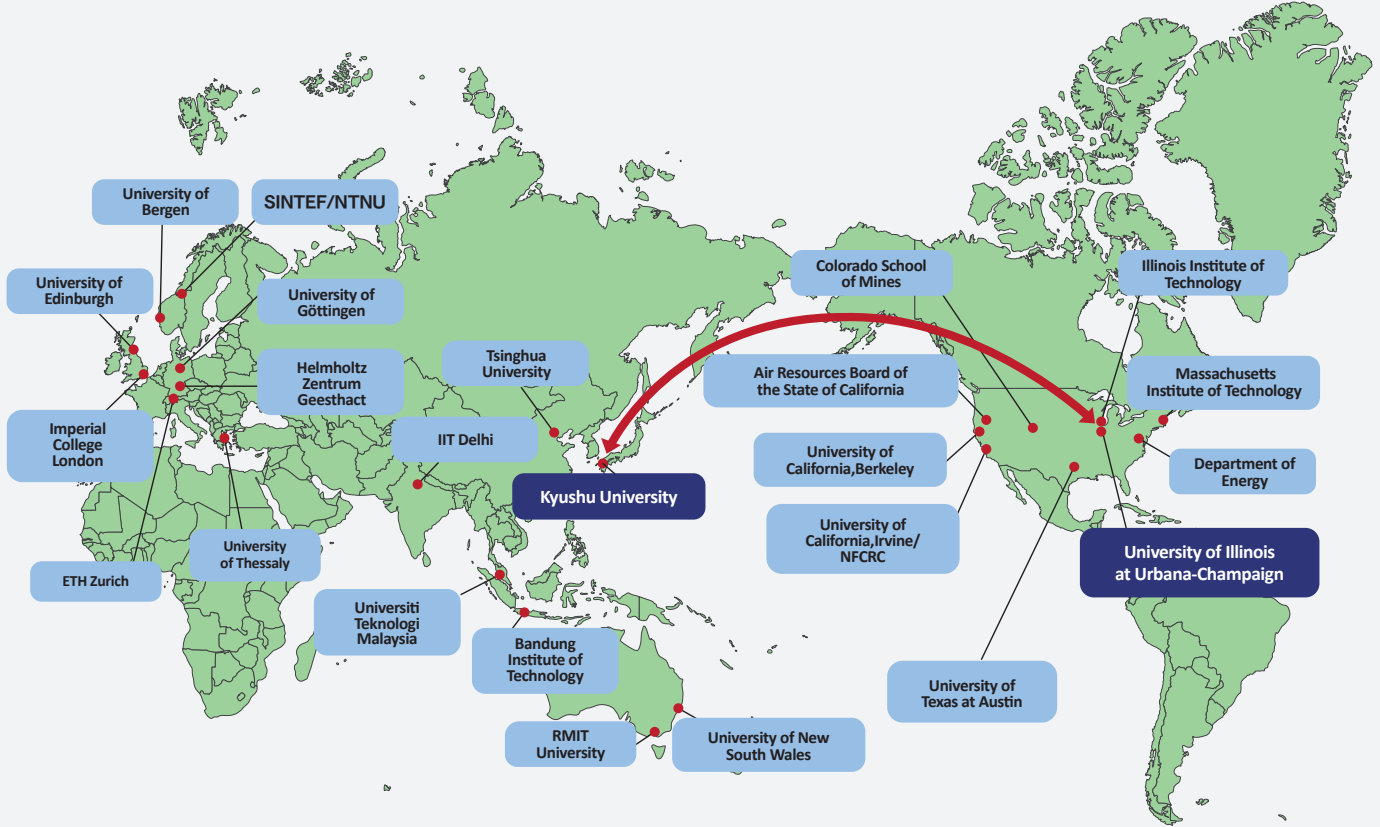 University of
Bergen
SINTEF/NTNU
University of
Edinburgh
University of
Göttingen
Colorado School
of Mines
Illinois Institute of
Technology
Helmholtz
Zentrum
Geesthact
Tsinghua
University
Air Resources Board of
the State of California
Massachusetts
Institute of Technology
Imperial
College
London
IIT Delhi
University of
California,Berkeley
Department of
Energy
Kyushu University
University of
California,Irvine/
NFCRC
University of Illinois
at Urbana-Champaign
ETH Zurich
University
of Thessaly
Universiti
Teknologi
Malaysia
Bandung
Institute of
Technology
University of
Texas at Austin
RMIT
University
University of New
South Wales